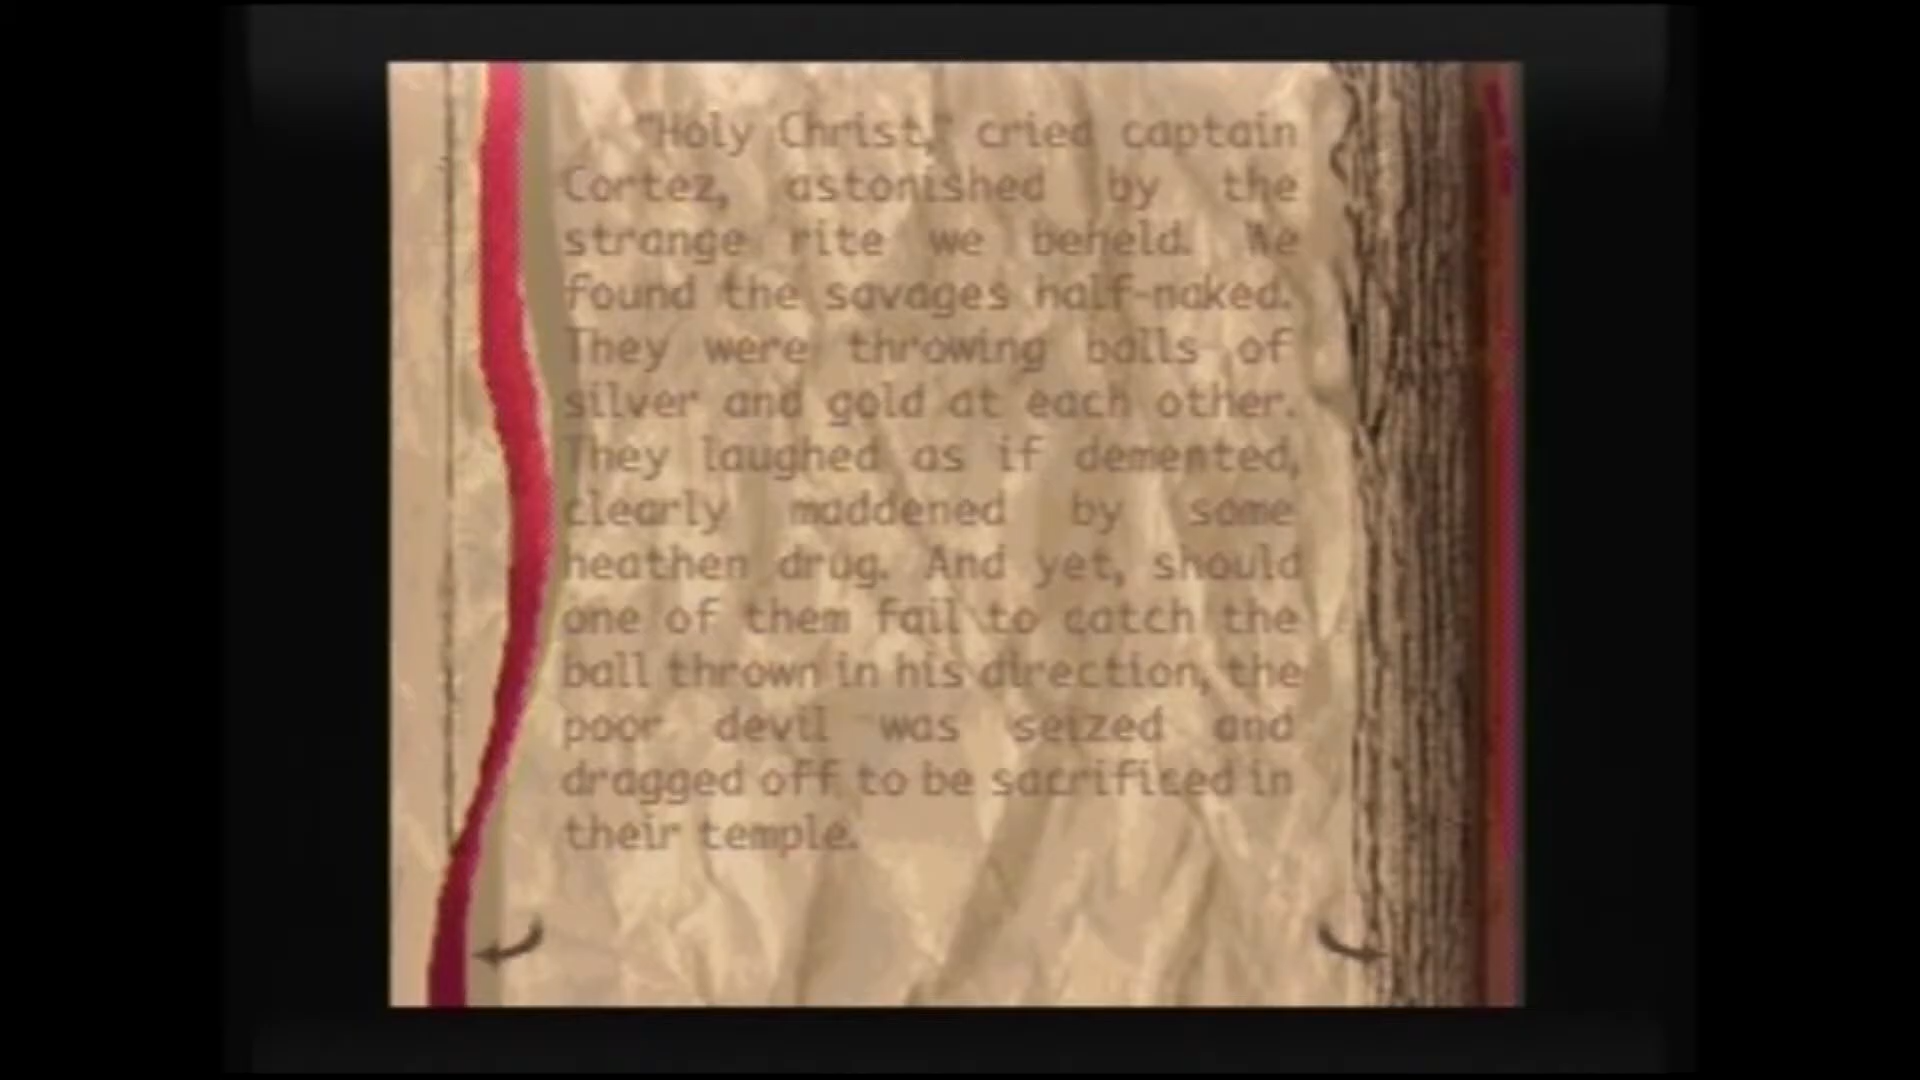 "Holy Christ," cried captain
Cortez, astonished by the
strange rite we beheld. We
found the savages half-naked.
They were throwing balls of
silver and gold at each other.
They laughed as if demented,
clearly maddened by some
heathen drug. And yet, should
one of them fail to catch the
ball thrown in his direction, the
poor devil was seized and
dragged off to be sacrificed in
their temple.